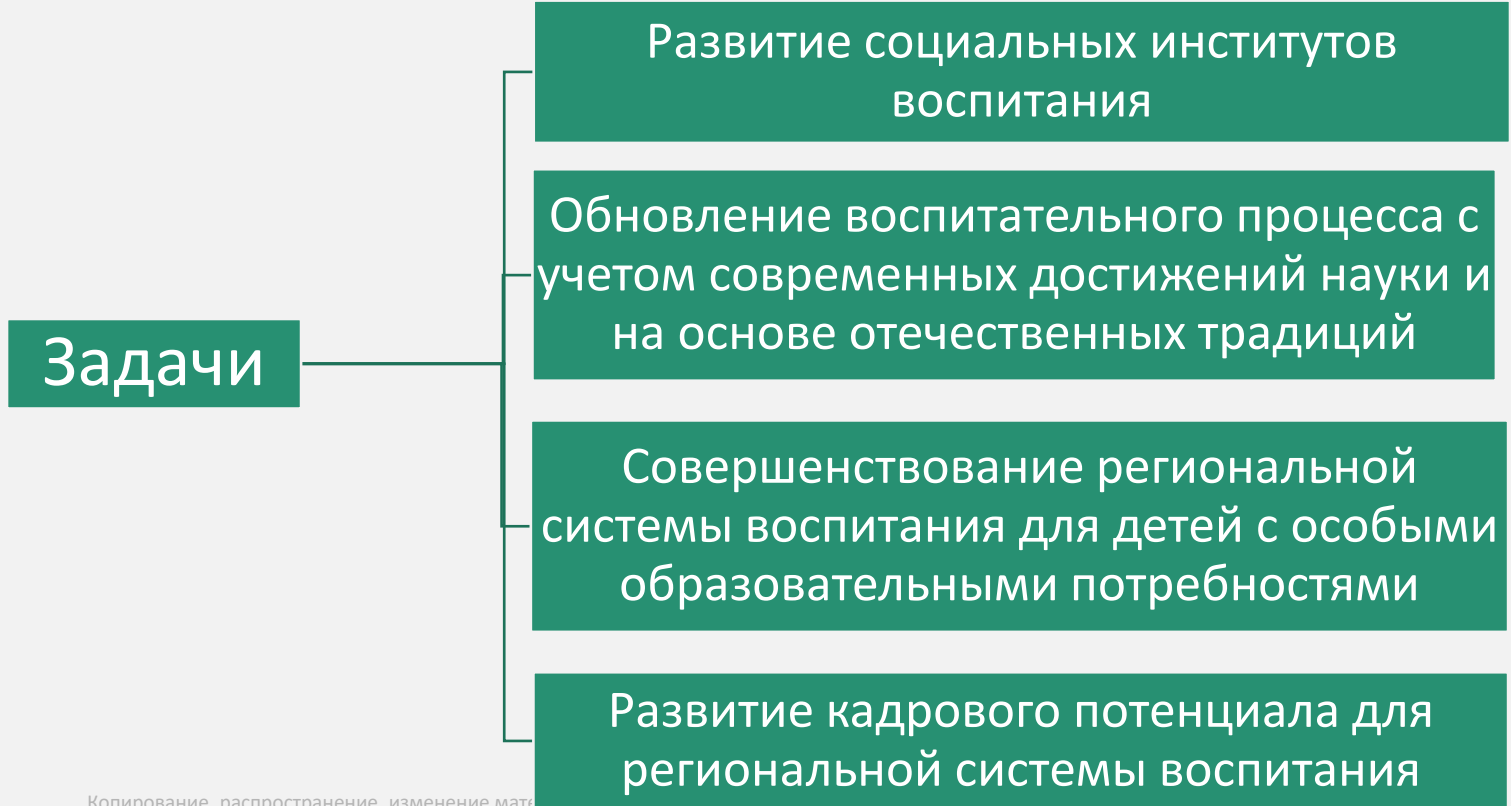 Развитие социальных институтов
воспитания
Обновление воспитательного процесса с
учетом современных достижений науки и
на основе отечественных традиций
Задачи
Совершенствование региональной
системы воспитания для детей с особыми
образовательными потребностями
Развитие кадрового потенциала для
региональной системы воспитания
Копирование, распространение, изменение